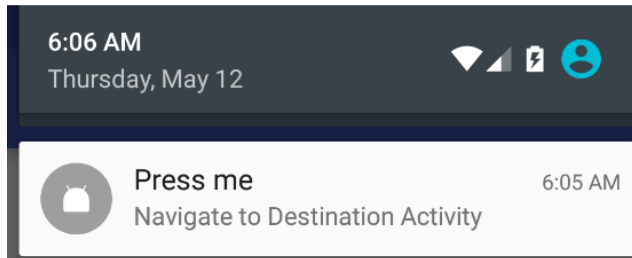 6:06 AM
Thursday, May 12
Press me
6:05 AM
Navigate to Destination Activity